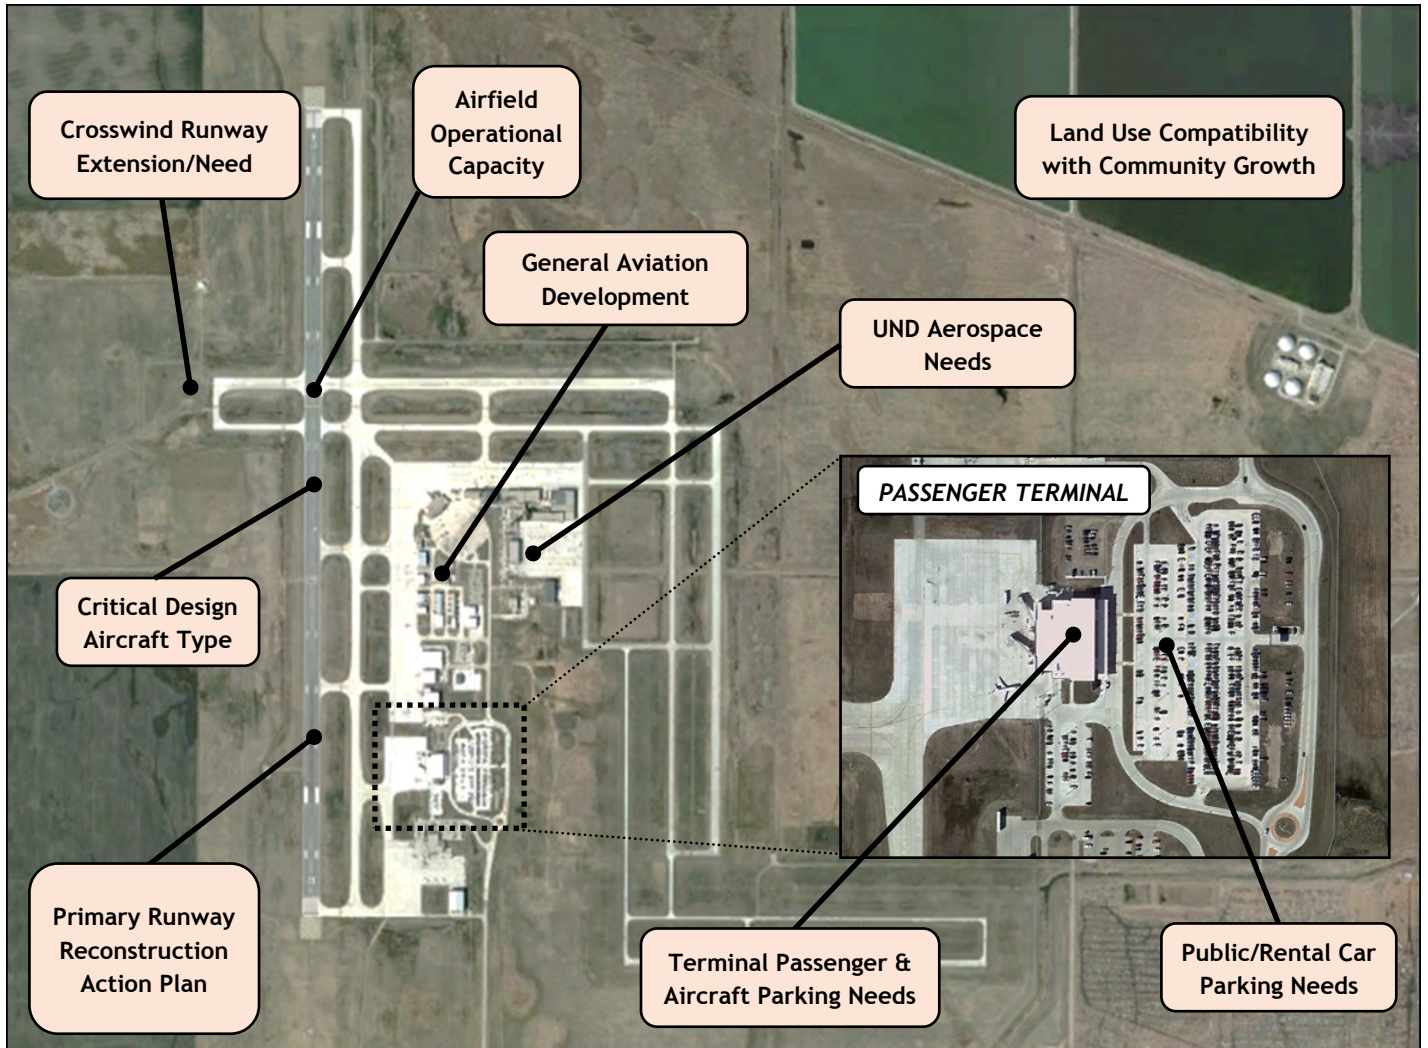 Crosswind Runway
Extension/Need
Airfield
Operational
Capacity
Land Use Compatibility
with Community Growth
General Aviation
Development
UND Aerospace
Needs
PASSENGER TERMINAL
Critical Design
Aircraft Type
Primary Runway
Reconstruction
Action Plan
Terminal Passenger &
Aircraft Parking Needs
Public/Rental Car
Parking Needs